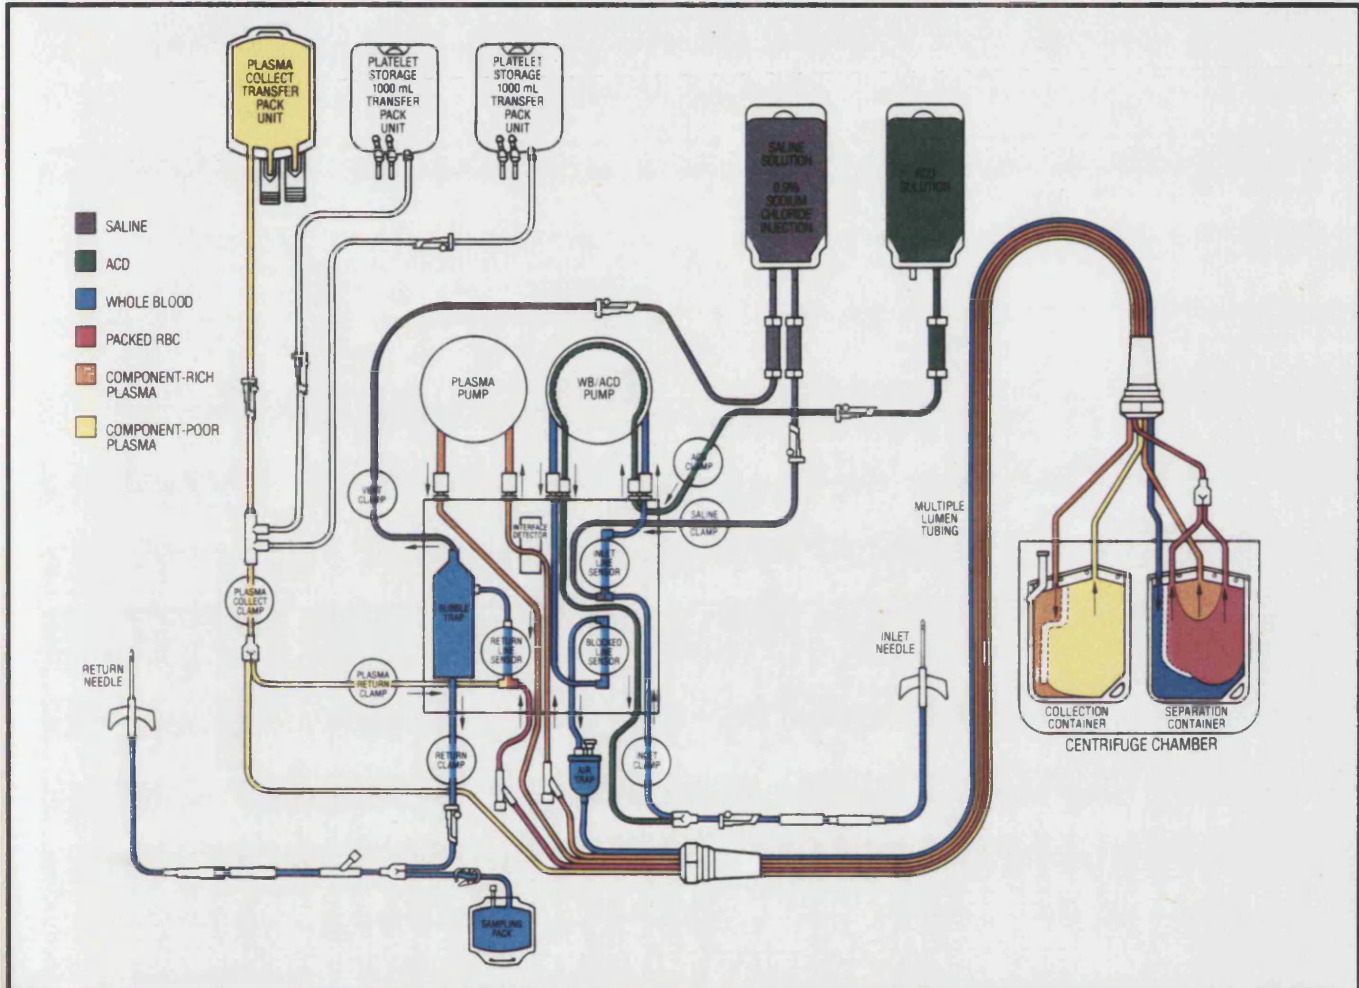 PLASMA
COLLECT
TRANSFER
PACK
UNIT
PLATELET
STORAGE
1000 mL
TRANSFER
PACK
UNIT
PLATELET
STORAGE
1000 mL
TRANSFER
PACK
UNIT
SALINE
SOLUTION
0.9%
SODIUM
CHLORIDE
INJECTION
ACD
SOLUTION
SALINE
ACD
WHOLE BLOOD
PACKED RBC
COMPONENT-RICH
PLASMA
COMPONENT-POOR
PLASMA
PLASMA
PUMP
WB/ACD
PUMP
VENT
CLAMP
ACD
CLAMP
SALINE
CLAMP
INTERFACE
DETECTOR
INLET
LINE
SENSOR
MULTIPLE
LUMEN
TUBING
PLASMA
COLLECT
CLAMP
BUBBLE
TRAP
RETURN
LINE
SENSOR
BLOCKED
LINE
SENSOR
INLET
NEEDLE
RETURN
NEEDLE
PLASMA
RETURN
CLAMP
RETURN
CLAMP
AIR
TRAP
INLET
CLAMP
COLLECTION
CONTAINER
SEPARATION
CONTAINER
CENTRIFUGE CHAMBER
SAMPLING
PACK